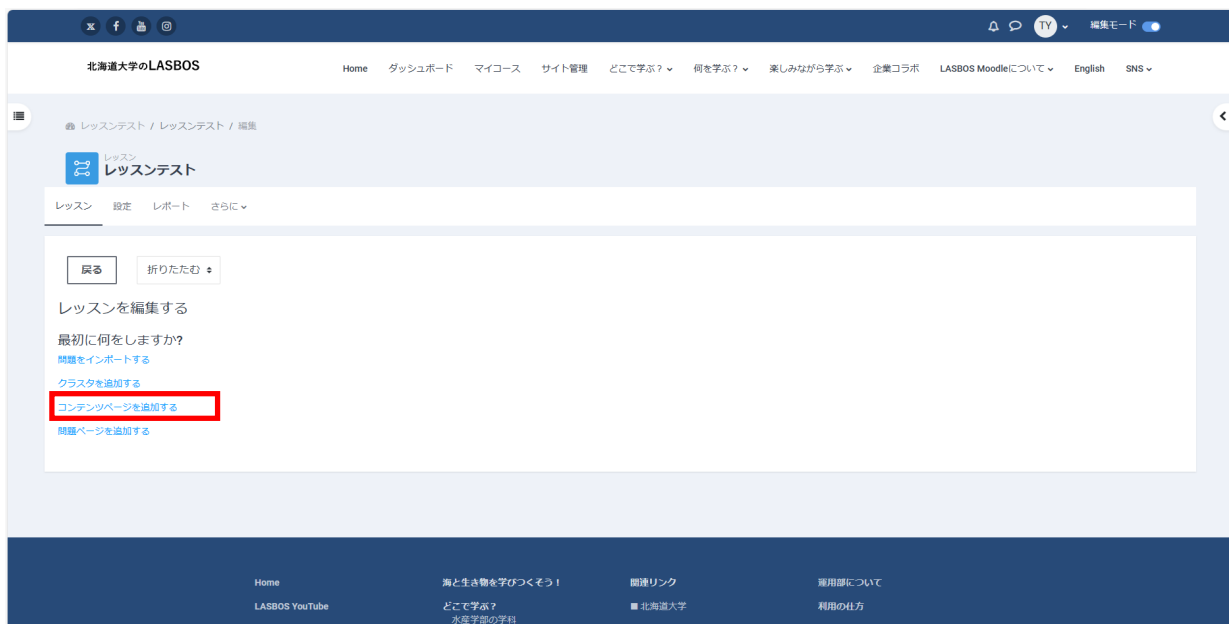 TY 編集モード
北海道大学のLASBOS Home ダッシュボード マイコース サイト管理 どこで学ぶ? 何を学ぶ? 楽しみながら学ぶ 企業コラボ LASBOS Moodleについて English SNS
レッスンテスト / レッスンテスト / 編集
レッスン
レッスンテスト
レッスン 設定 レポート さらに
戻る 折りたたむ
レッスンを編集する
最初に何をしますか?
問題をインポートする
クラスタを追加する
コンテンツページを追加する
問題ページを追加する
Home 海と生き物を学びつくそう! 関連リンク 運用部について
LASBOS YouTube どこで学ぶ? ■ 北海道大学 利用の仕方
水産学部の学科